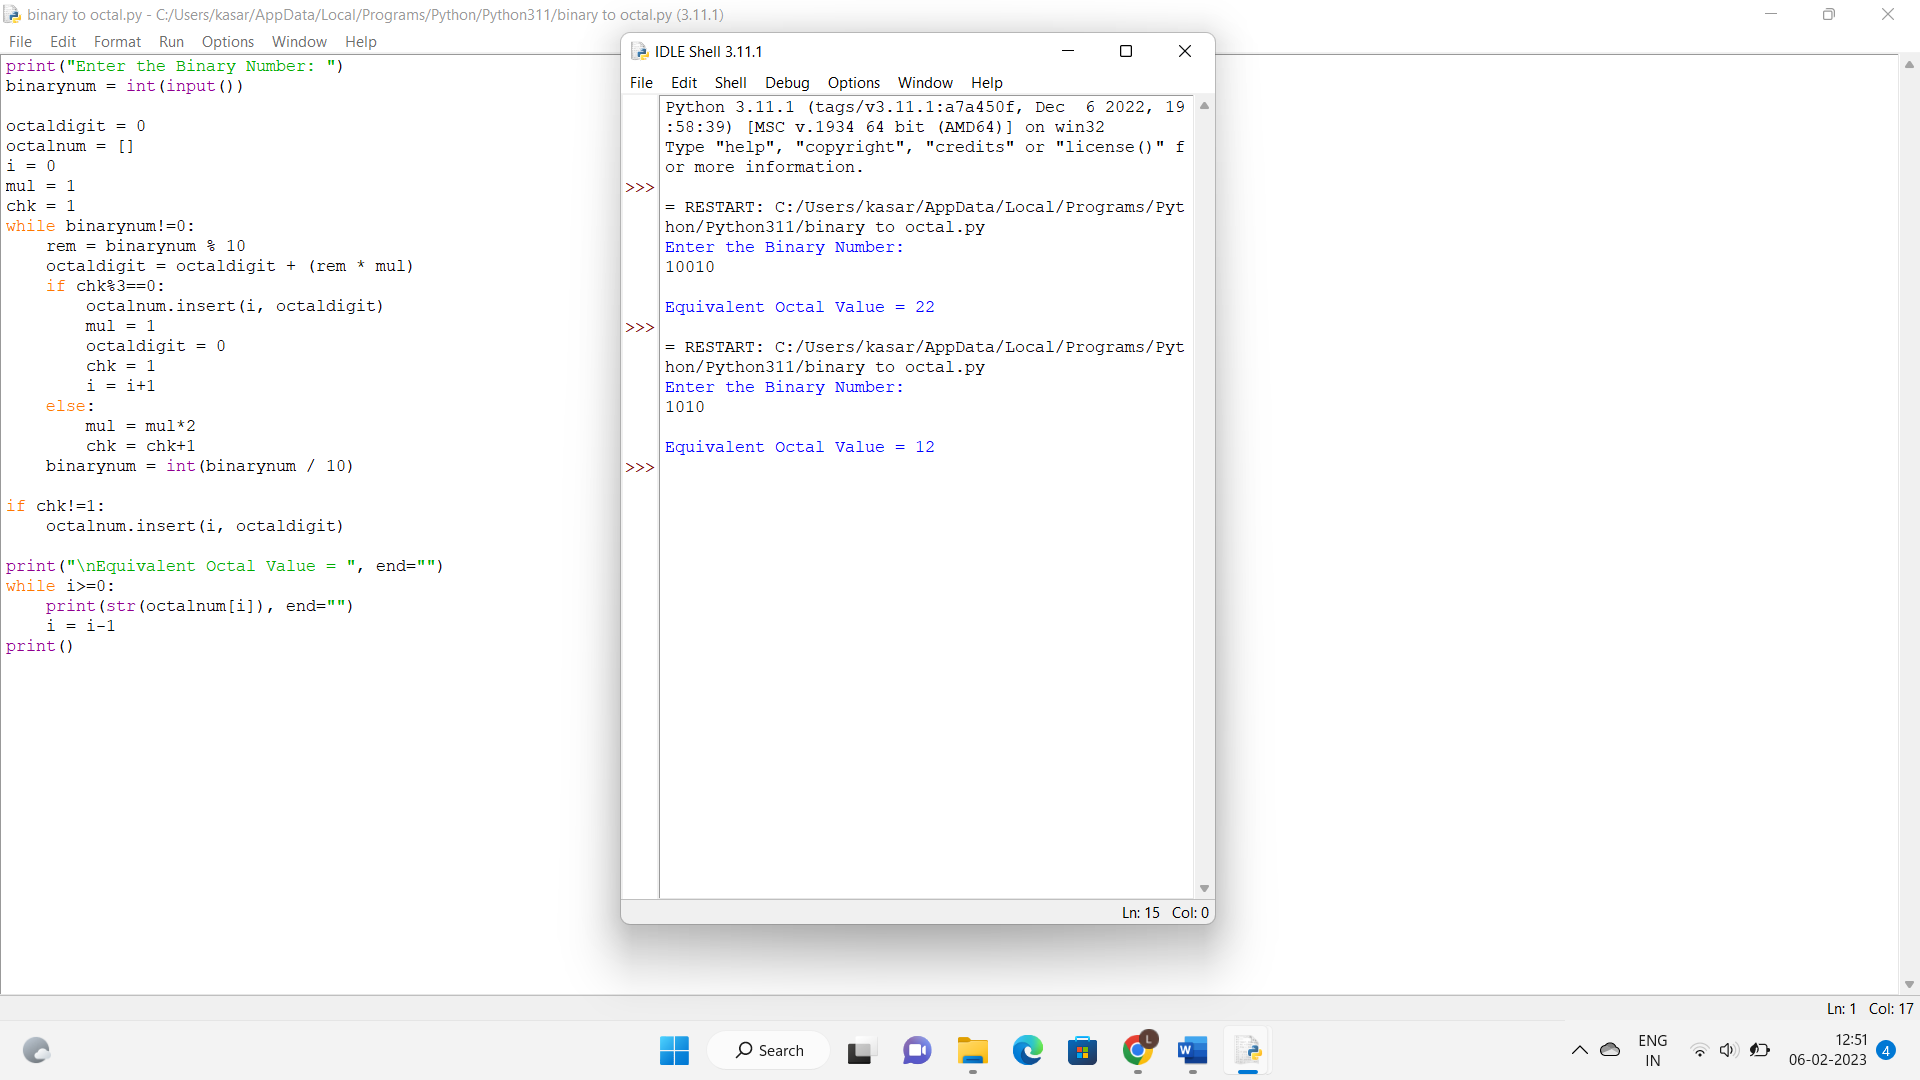 binary to octal.py - C:/Users/kasar/AppData/Local/Programs/Python/Python311/binary to octal.py (3.11.1)
File Edit Format Run Options Window Help
print("Enter the Binary Number: ")
binarynum = int(input())

octaldigit = 0
octalnum = []
i = 0
mul = 1
chk = 1
while binarynum!=0:
    rem = binarynum % 10
    octaldigit = octaldigit + (rem * mul)
    if chk%3==0:
        octalnum.insert(i, octaldigit)
        mul = 1
        octaldigit = 0
        chk = 1
        i = i+1
    else:
        mul = mul*2
        chk = chk+1
    binarynum = int(binarynum / 10)

if chk!=1:
    octalnum.insert(i, octaldigit)

print("\nEquivalent Octal Value = ", end="")
while i>=0:
    print(str(octalnum[i]), end="")
    i = i-1
print()
IDLE Shell 3.11.1
File Edit Shell Debug Options Window Help
Python 3.11.1 (tags/v3.11.1:a7a450f, Dec  6 2022, 19
:58:39) [MSC v.1934 64 bit (AMD64)] on win32
Type "help", "copyright", "credits" or "license()" f
or more information.
>>>
= RESTART: C:/Users/kasar/AppData/Local/Programs/Pyt
hon/Python311/binary to octal.py
Enter the Binary Number:
10010

Equivalent Octal Value = 22
>>>
= RESTART: C:/Users/kasar/AppData/Local/Programs/Pyt
hon/Python311/binary to octal.py
Enter the Binary Number:
1010

Equivalent Octal Value = 12
>>>
Ln: 15 Col: 0
Ln: 1 Col: 17
Search
L
W
ENG
IN
12:51
06-02-2023
4